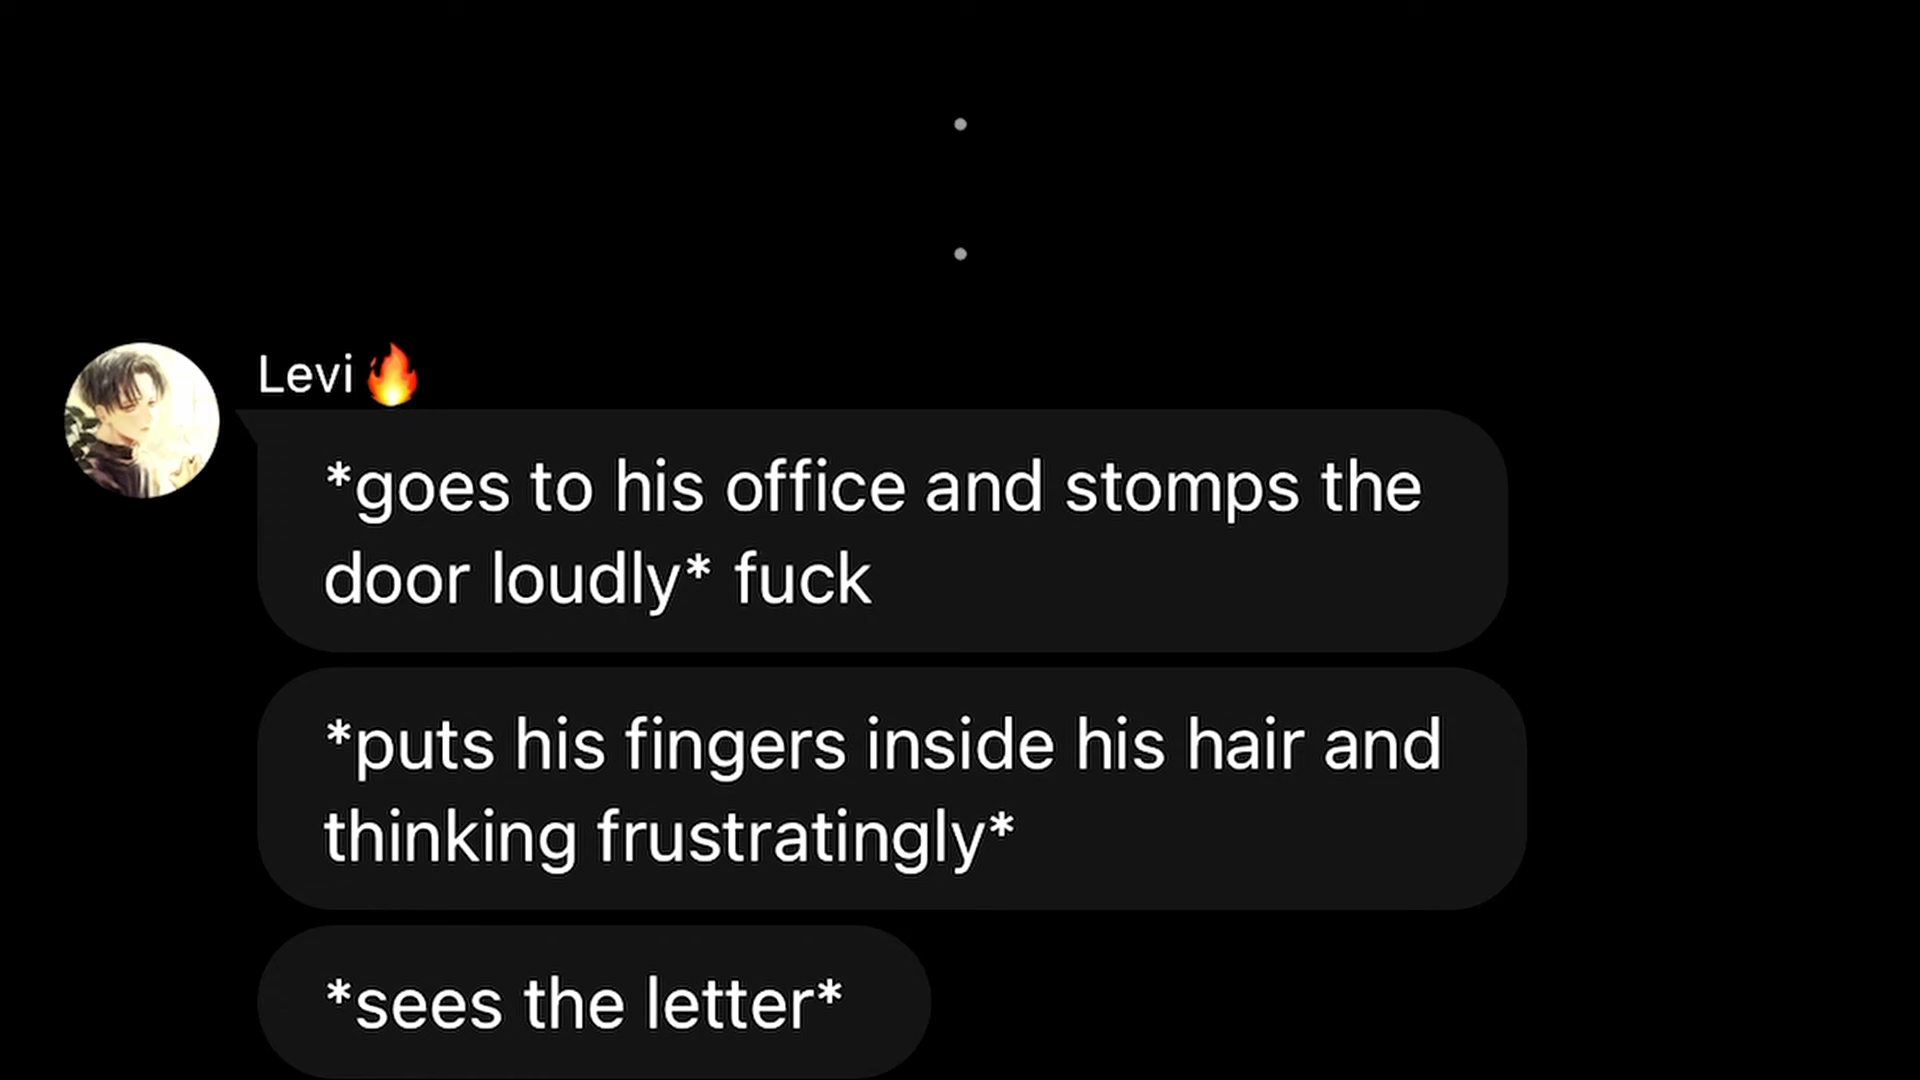 Levi🔥
*goes to his office and stomps the
door loudly* fuck
*puts his fingers inside his hair and
thinking frustratingly*
*sees the letter*